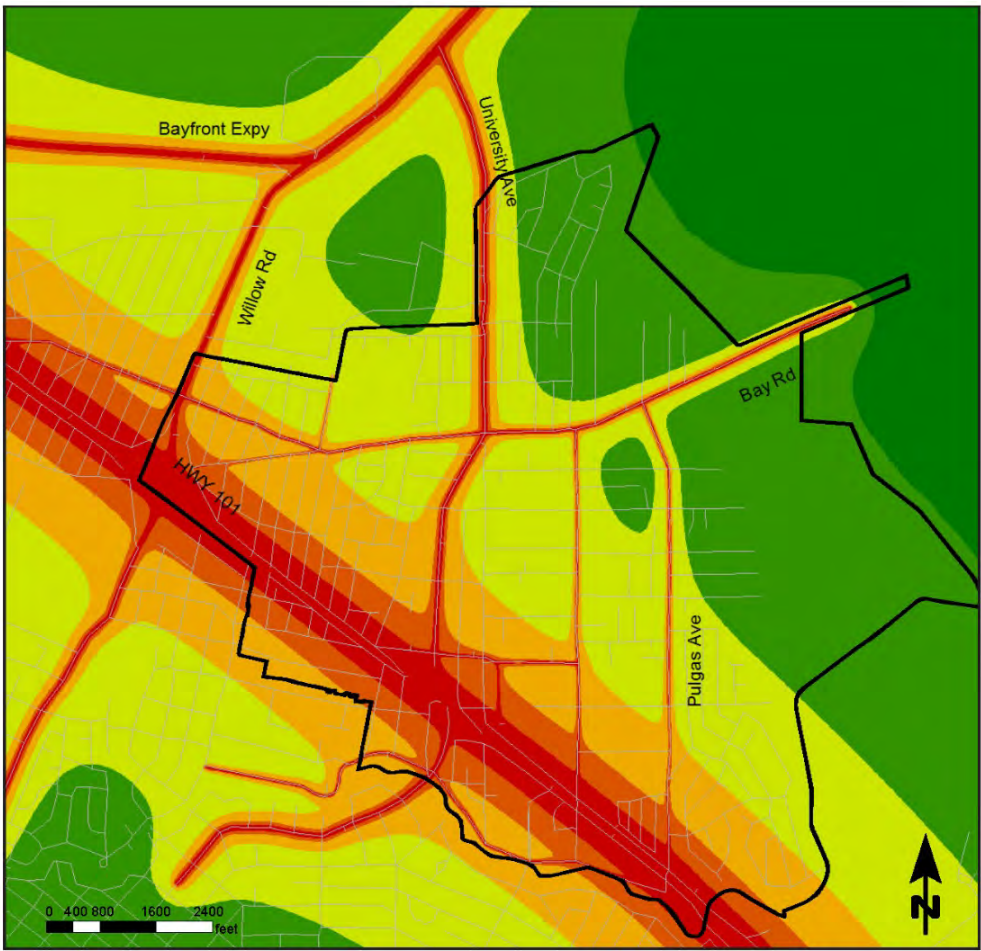 Bayfront Expy
University Ave
Willow Rd
Bay Rd
HWY 101
Pulgas Ave
0 400 800 1600 2400
feet
N